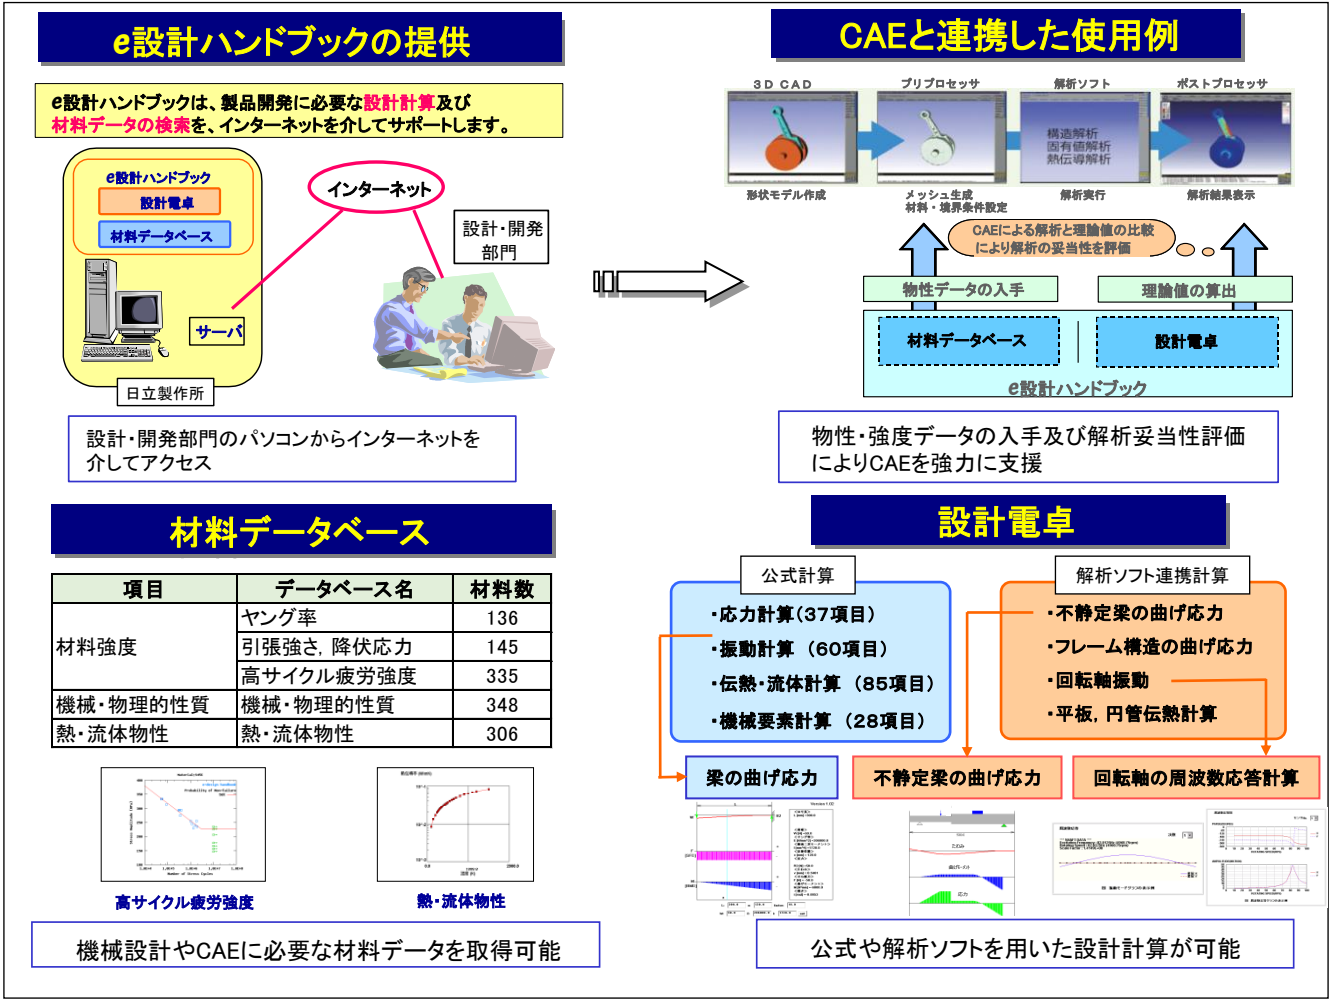 e設計ハンドブックの提供
e設計ハンドブックは、製品開発に必要な設計計算及び
材料データの検索を、インターネットを介してサポートします。
e設計ハンドブック
設計電卓
材料データベース
サーバ
日立製作所
インターネット
設計・開発
部門
設計・開発部門のパソコンからインターネットを
介してアクセス
CAEと連携した使用例
3D CAD
プリプロセッサ
解析ソフト
ポストプロセッサ
構造解析
固有値解析
熱伝導解析
形状モデル作成
メッシュ生成
材料・境界条件設定
解析実行
解析結果表示
CAEによる解析と理論値の比較
により解析の妥当性を評価
物性データの入手
理論値の算出
材料データベース
設計電卓
e設計ハンドブック
物性・強度データの入手及び解析妥当性評価
によりCAEを強力に支援
材料データベース
項目 データベース名 材料数
材料強度 ヤング率 136
引張強さ, 降伏応力 145
高サイクル疲労強度 335
機械・物理的性質 機械・物理的性質 348
熱・流体物性 熱・流体物性 306
高サイクル疲労強度
熱・流体物性
機械設計やCAEに必要な材料データを取得可能
設計電卓
公式計算
・応力計算(37項目)
・振動計算 (60項目)
・伝熱・流体計算 (85項目)
・機械要素計算 (28項目)
解析ソフト連携計算
・不静定梁の曲げ応力
・フレーム構造の曲げ応力
・回転軸振動
・平板, 円管伝熱計算
梁の曲げ応力
不静定梁の曲げ応力
回転軸の周波数応答計算
たわみ
曲げモーメント
応力
公式や解析ソフトを用いた設計計算が可能